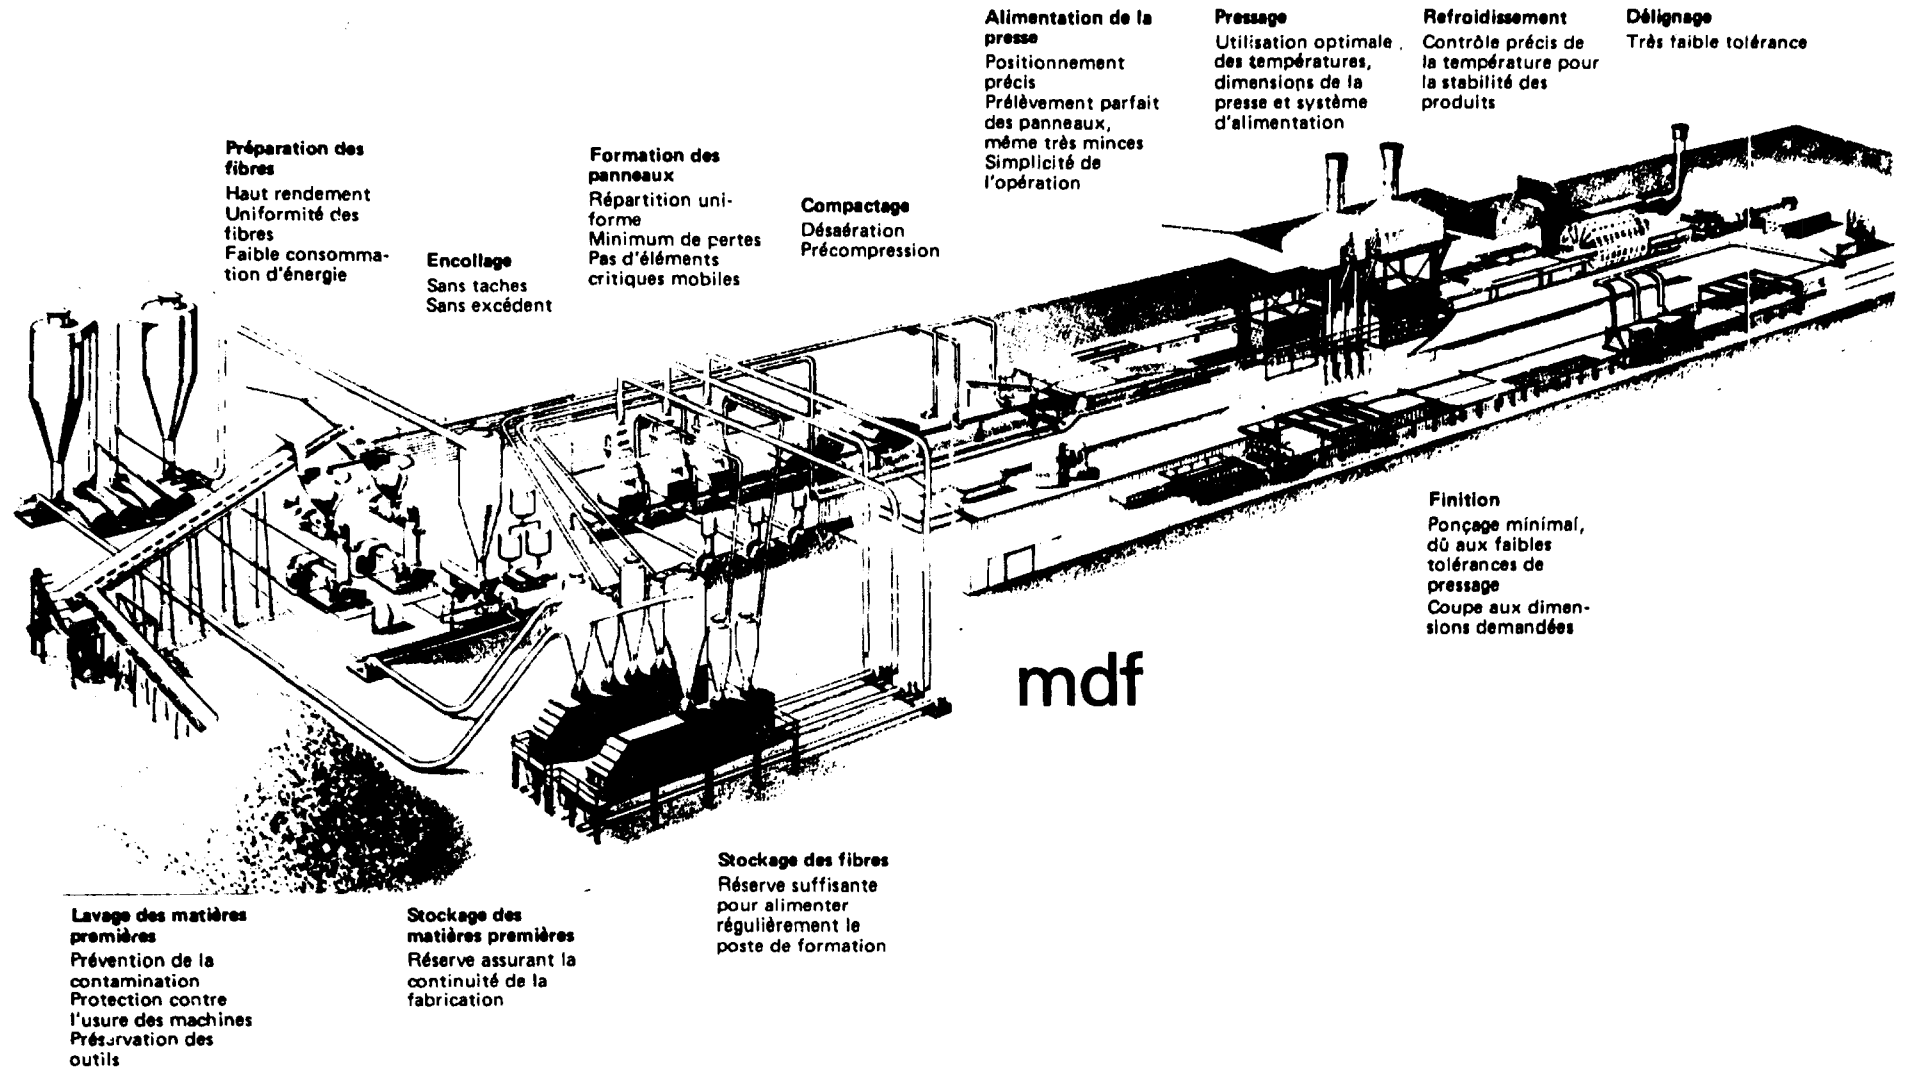 Alimentation de la
presse
Positionnement
précis
Prélèvement parfait
des panneaux,
même très minces
Simplicité de
l'opération
Pressage
Utilisation optimale
des températures,
dimensions de la
presse et système
d'alimentation
Refroidissement
Contrôle précis de
la température pour
la stabilité des
produits
Délignage
Très faible tolérance
Préparation des
fibres
Haut rendement
Uniformité des
fibres
Faible consomma-
tion d'énergie
Encollage
Sans taches
Sans excédent
Formation des
panneaux
Répartition uni-
forme
Minimum de pertes
Pas d'éléments
critiques mobiles
Compactage
Désaération
Précompression
Finition
Ponçage minimal,
dû aux faibles
tolérances de
pressage
Coupe aux dimen-
sions demandées
mdf
Stockage des fibres
Réserve suffisante
pour alimenter
régulièrement le
poste de formation
Lavage des matières
premières
Prévention de la
contamination
Protection contre
l'usure des machines
Préservation des
outils
Stockage des
matières premières
Réserve assurant la
continuité de la
fabrication